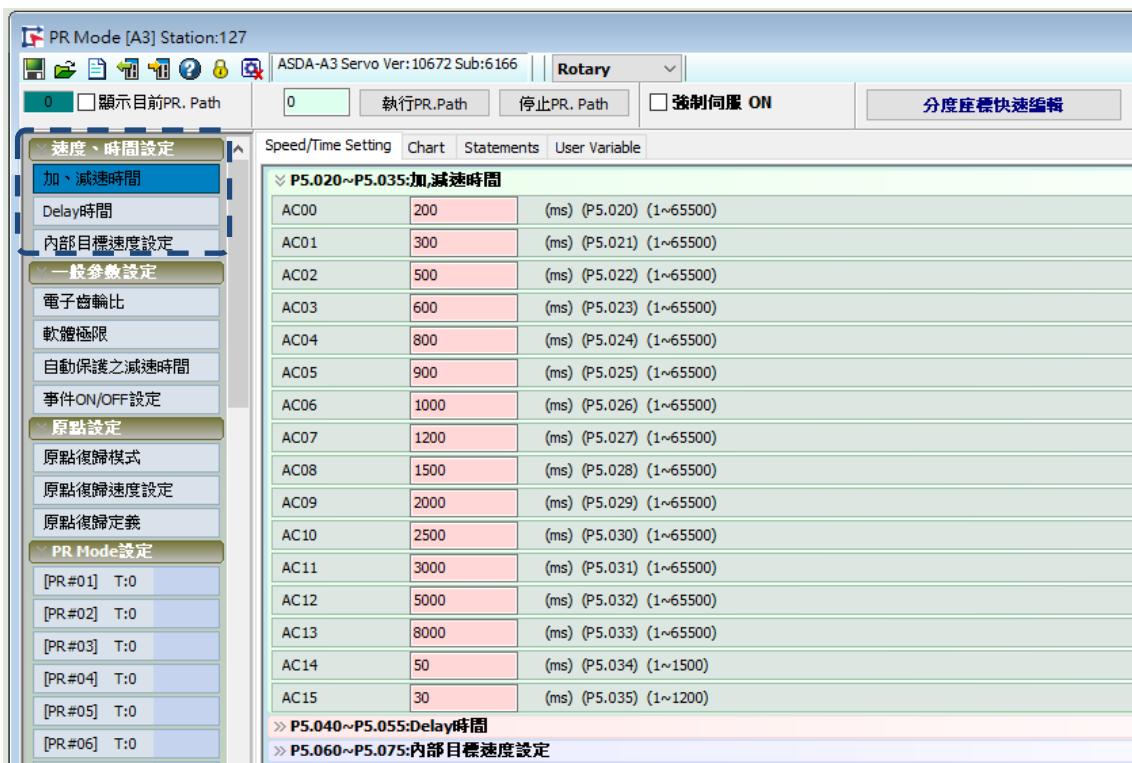 PR Mode [A3] Station:127
ASDA-A3 Servo Ver:10672 Sub:6166
Rotary
0 顯示目前PR. Path 0 執行PR.Path 停止PR. Path 強制伺服 ON 分度座標快速編輯
速度、時間設定
加、減速時間
Delay時間
內部目標速度設定
一般參數設定
電子齒輪比
軟體極限
自動保護之減速時間
事件ON/OFF設定
原點設定
原點復歸模式
原點復歸速度設定
原點復歸定義
PR Mode設定
[PR#01] T:0
[PR#02] T:0
[PR#03] T:0
[PR#04] T:0
[PR#05] T:0
[PR#06] T:0
Speed/Time Setting Chart Statements User Variable
P5.020~P5.035:加,減速時間
AC00 200 (ms) (P5.020) (1~65500)
AC01 300 (ms) (P5.021) (1~65500)
AC02 500 (ms) (P5.022) (1~65500)
AC03 600 (ms) (P5.023) (1~65500)
AC04 800 (ms) (P5.024) (1~65500)
AC05 900 (ms) (P5.025) (1~65500)
AC06 1000 (ms) (P5.026) (1~65500)
AC07 1200 (ms) (P5.027) (1~65500)
AC08 1500 (ms) (P5.028) (1~65500)
AC09 2000 (ms) (P5.029) (1~65500)
AC10 2500 (ms) (P5.030) (1~65500)
AC11 3000 (ms) (P5.031) (1~65500)
AC12 5000 (ms) (P5.032) (1~65500)
AC13 8000 (ms) (P5.033) (1~65500)
AC14 50 (ms) (P5.034) (1~1500)
AC15 30 (ms) (P5.035) (1~1200)
P5.040~P5.055:Delay時間
P5.060~P5.075:內部目標速度設定